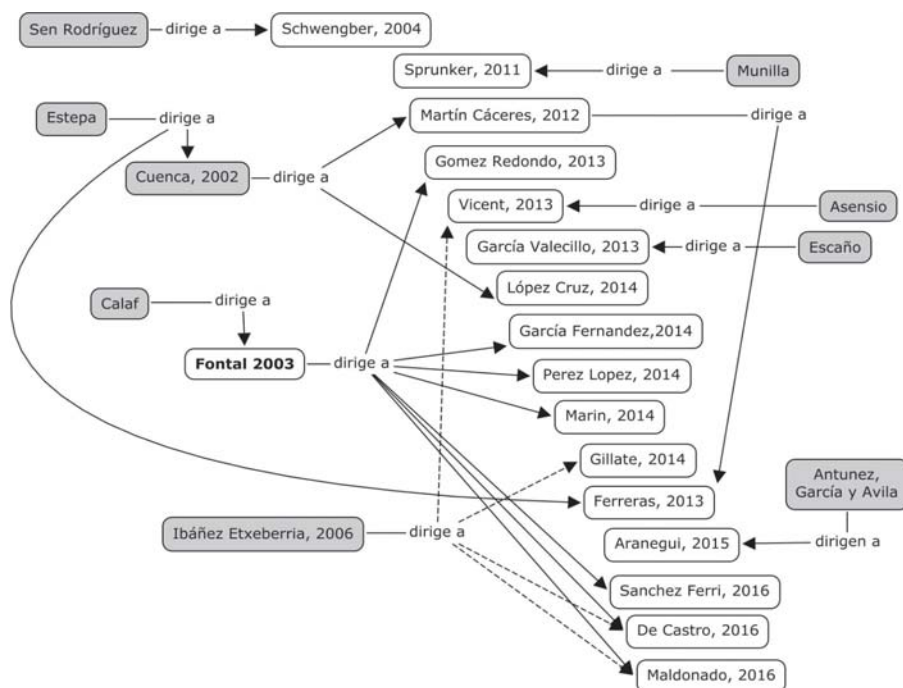 Sen Rodríguez
dirige a
Schwengber, 2004
Sprunker, 2011
dirige a
Munilla
Estepa
dirige a
Martín Cáceres, 2012
dirige a
Cuenca, 2002
dirige a
Gomez Redondo, 2013
Vicent, 2013
dirige a
Asensio
García Valecillo, 2013
dirige a
Escaño
López Cruz, 2014
Calaf
dirige a
García Fernandez,2014
Fontal 2003
dirige a
Perez Lopez, 2014
Marin, 2014
Gillate, 2014
Antunez,
García y Avila
Ferreras, 2013
Ibáñez Etxeberria, 2006
dirige a
Aranegui, 2015
dirigen a
Sanchez Ferri, 2016
De Castro, 2016
Maldonado, 2016